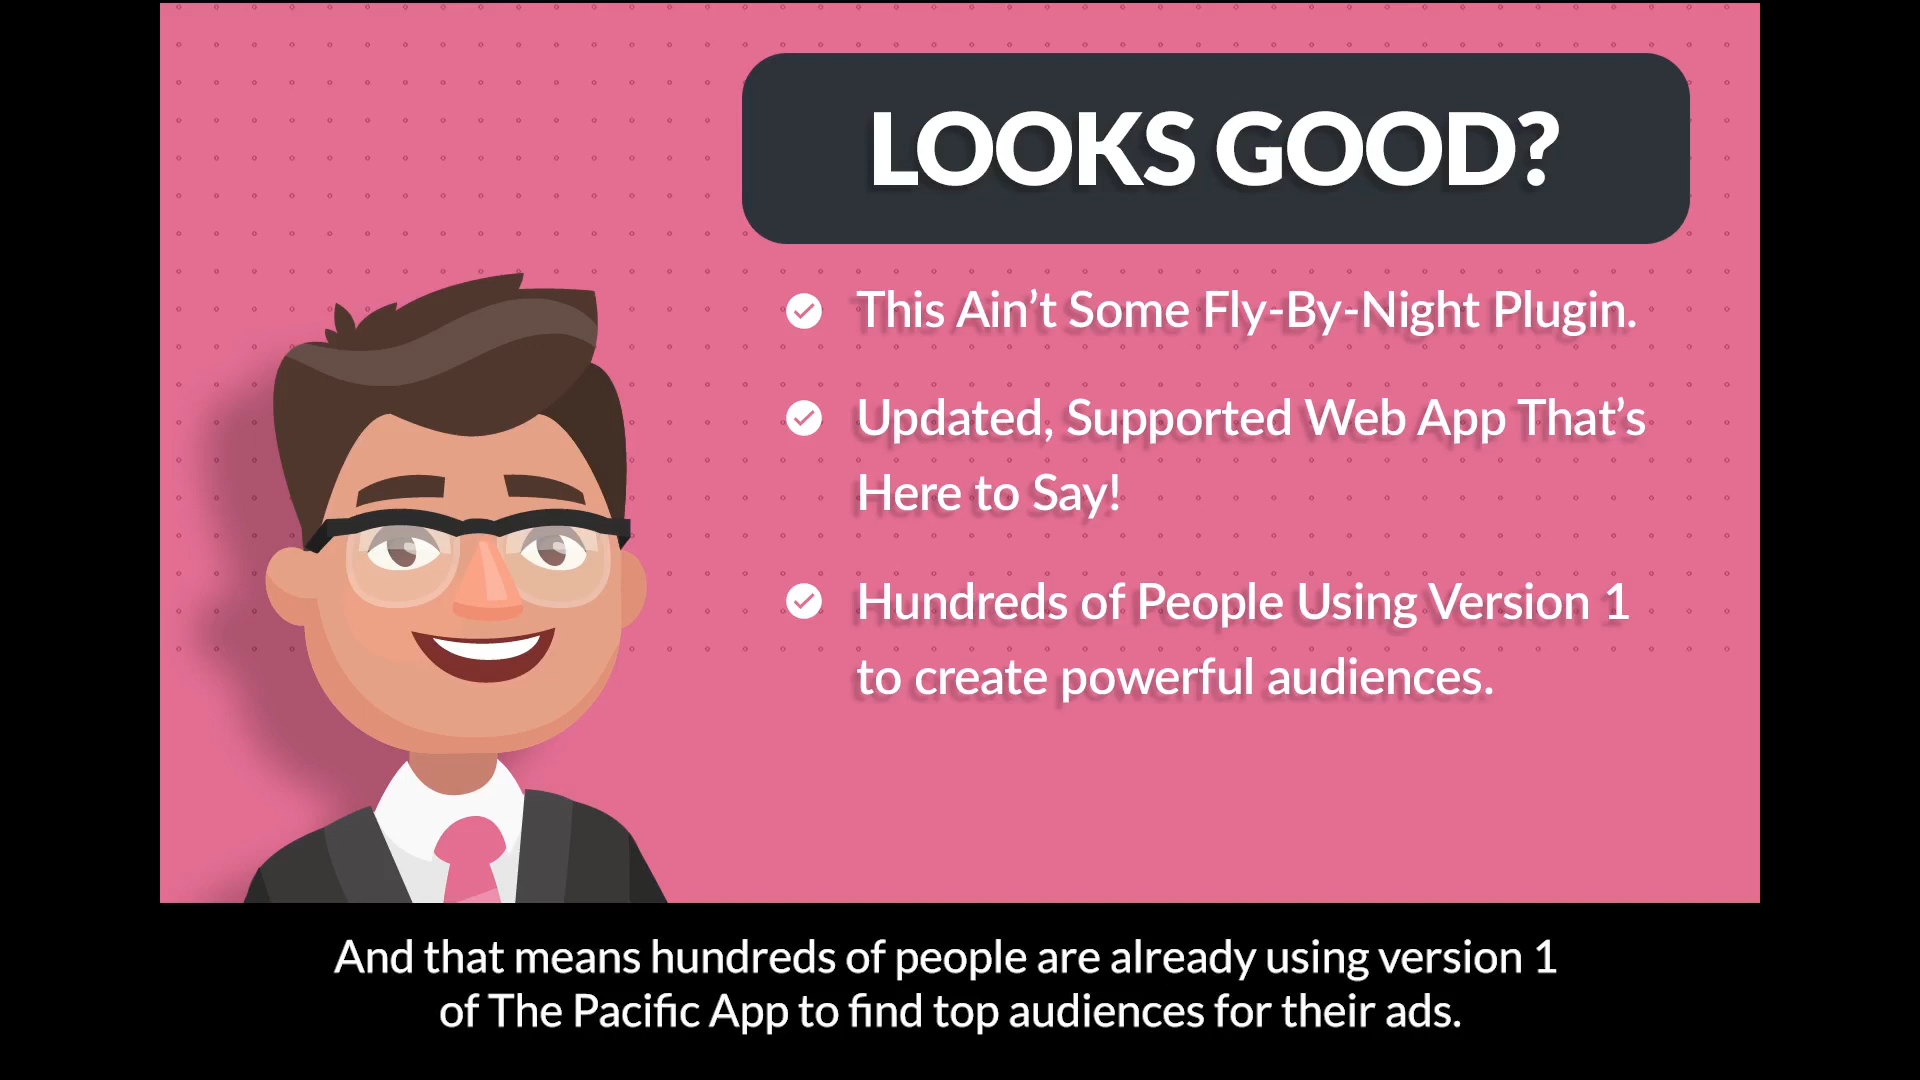 LOOKS GOOD?
This Ain’t Some Fly-By-Night Plugin.
Updated, Supported Web App That’s
Here to Say!
Hundreds of People Using Version 1
to create powerful audiences.
And that means hundreds of people are already using version 1
of The Pacific App to find top audiences for their ads.